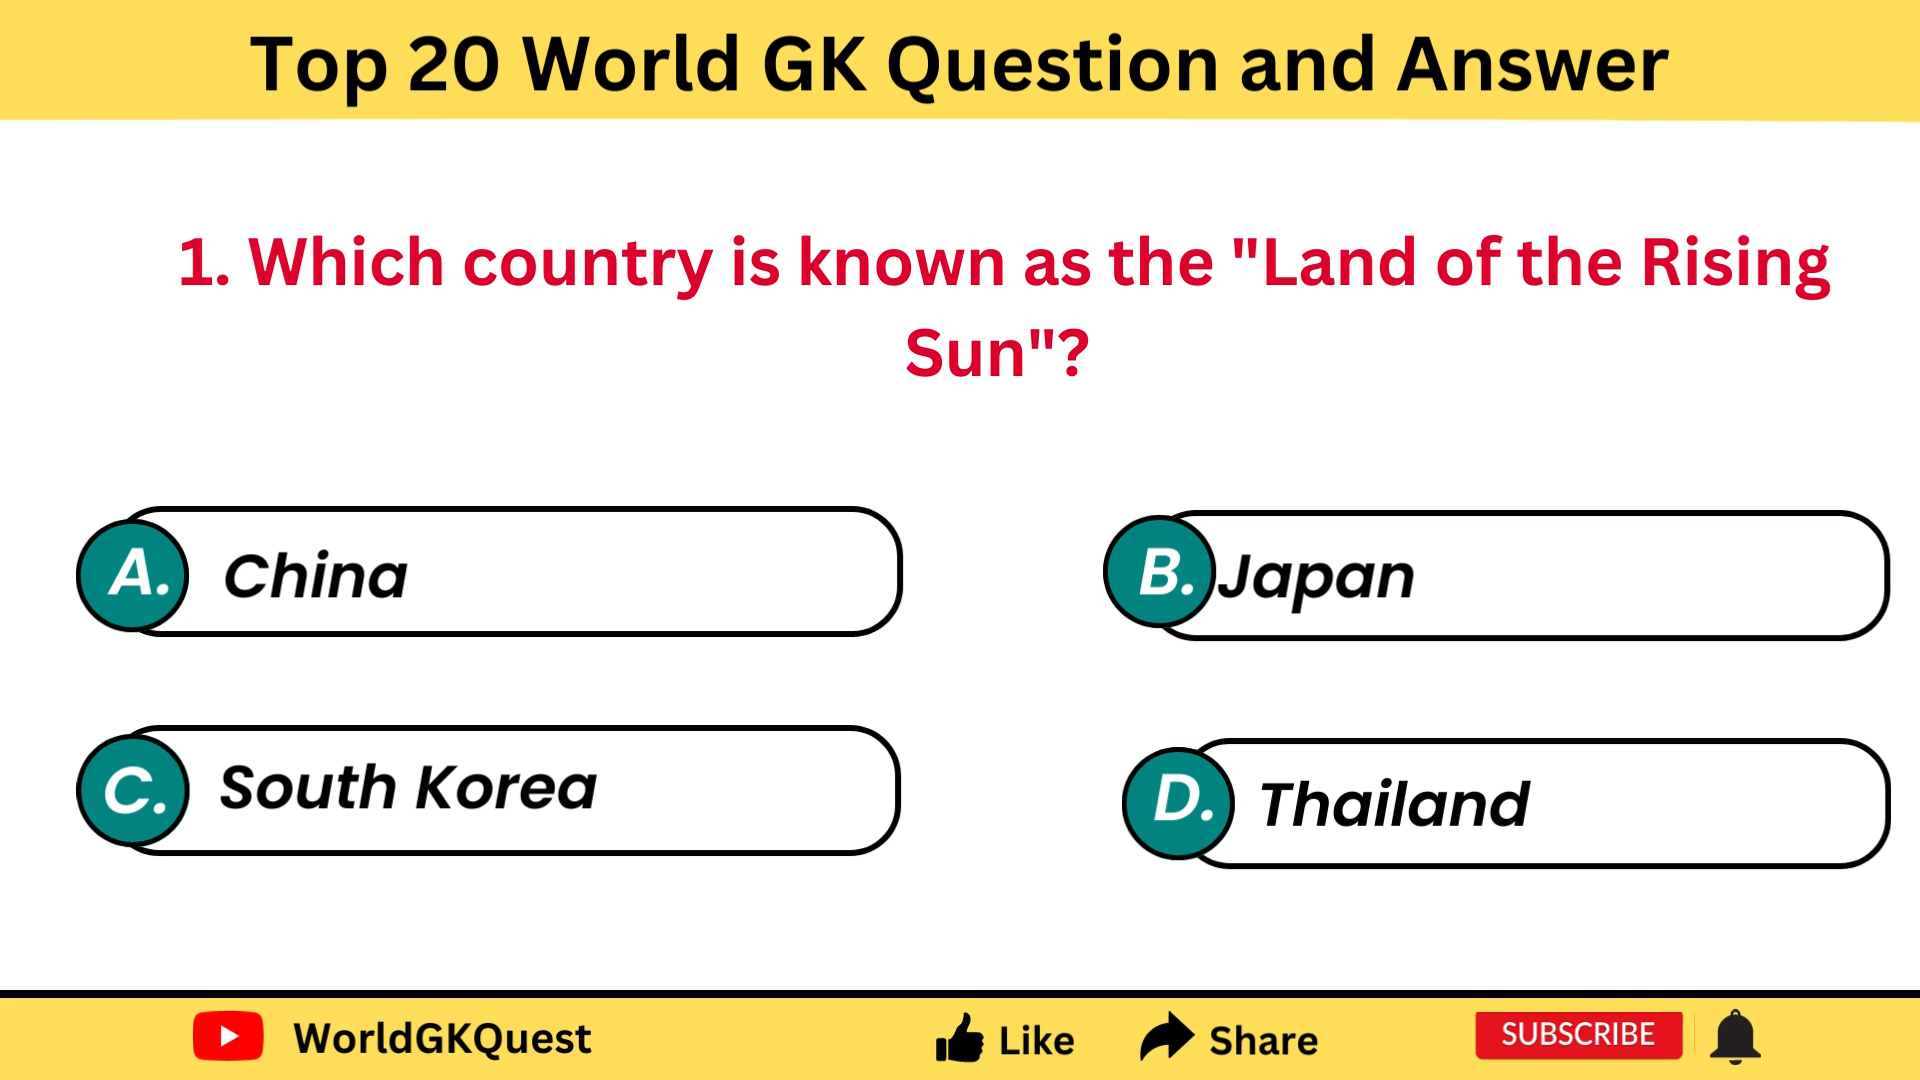 Top 20 World GK Question and Answer
1. Which country is known as the "Land of the Rising
Sun"?
A. China
B. Japan
C. South Korea
D. Thailand
WorldGKQuest
Like
Share
SUBSCRIBE